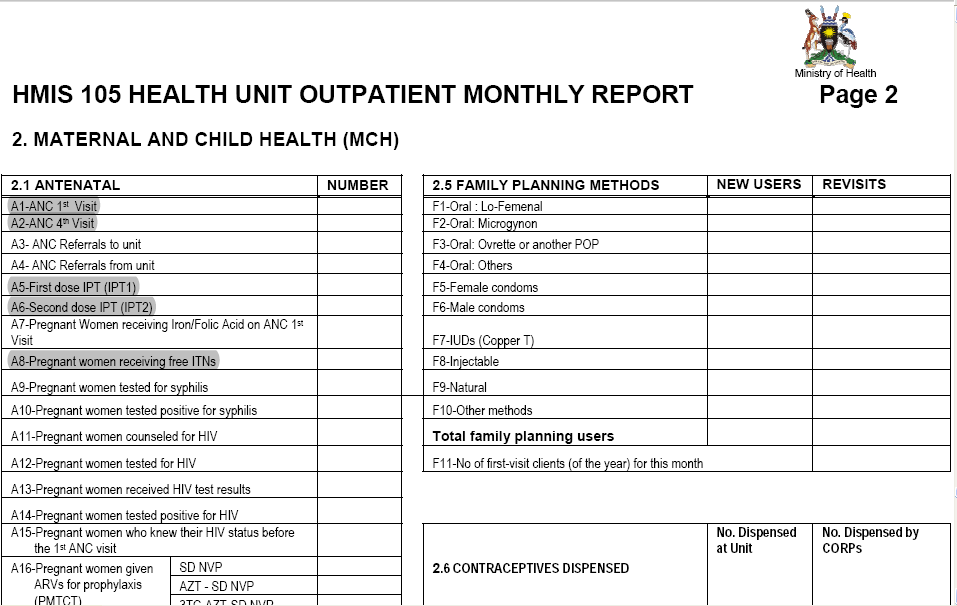 Ministry of Health
HMIS 105 HEALTH UNIT OUTPATIENT MONTHLY REPORT Page 2
2. MATERNAL AND CHILD HEALTH (MCH)
2.1 ANTENATAL NUMBER
A1-ANC 1st Visit
A2-ANC 4th Visit
A3- ANC Referrals to unit
A4- ANC Referrals from unit
A5-First dose IPT (IPT1)
A6-Second dose IPT (IPT2)
A7-Pregnant Women receiving Iron/Folic Acid on ANC 1st
Visit
A8-Pregnant women receiving free ITNs
A9-Pregnant women tested for syphilis
A10-Pregnant women tested positive for syphilis
A11-Pregnant women counseled for HIV
A12-Pregnant women tested for HIV
A13-Pregnant women received HIV test results
A14-Pregnant women tested positive for HIV
A15-Pregnant women who knew their HIV status before
the 1st ANC visit
A16-Pregnant women given
ARVs for prophylaxis
(PMTCT)
SD NVP
AZT - SD NVP
3TC-AZT-SD NVP
2.5 FAMILY PLANNING METHODS NEW USERS REVISITS
F1-Oral : Lo-Femenal
F2-Oral: Microgynon
F3-Oral: Ovrette or another POP
F4-Oral: Others
F5-Female condoms
F6-Male condoms
F7-IUDs (Copper T)
F8-Injectable
F9-Natural
F10-Other methods
Total family planning users
F11-No of first-visit clients (of the year) for this month
2.6 CONTRACEPTIVES DISPENSED
No. Dispensed
at Unit
No. Dispensed by
CORPs